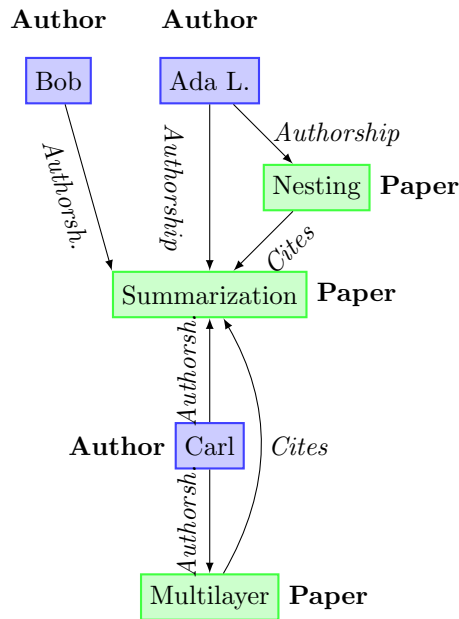 Author
Author
Bob
Ada L.
Authorsh.
Authorship
Authorship
Nesting
Paper
Cites
Summarization
Paper
Authorsh.
Author
Carl
Cites
Authorsh.
Multilayer
Paper